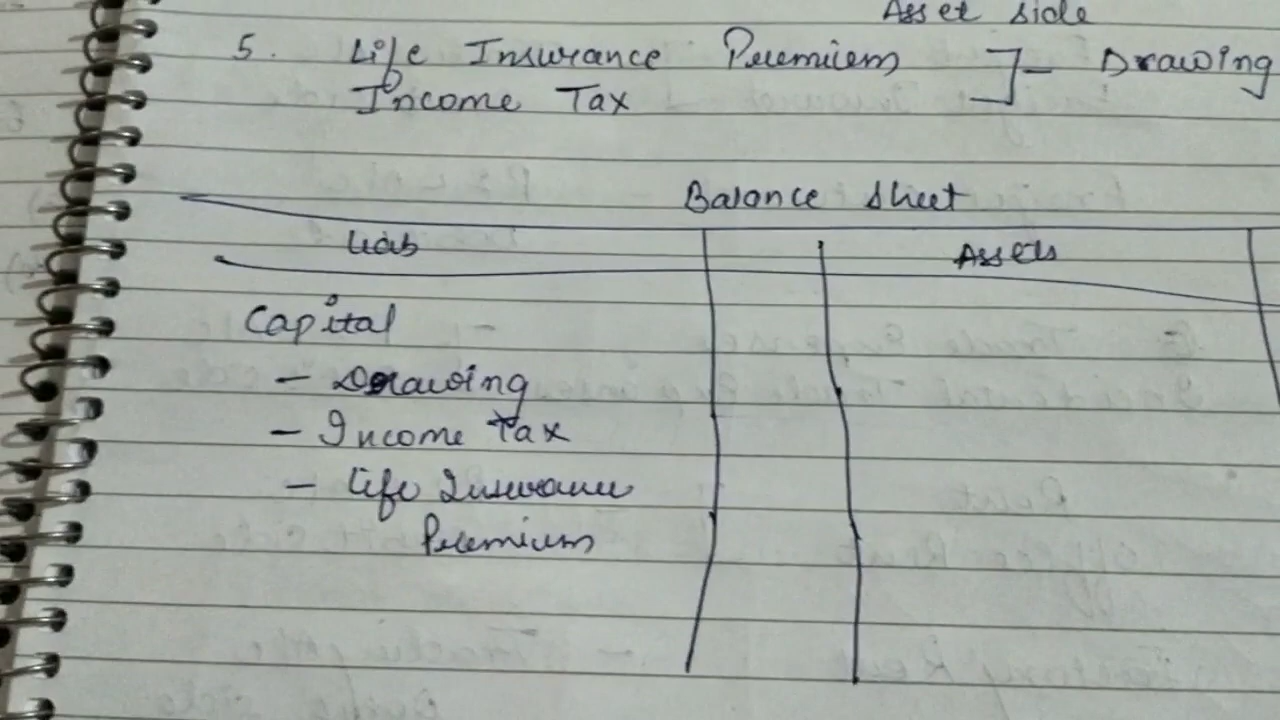 Asset side
5. Life Insurance Premium ]- Drawing
Income Tax
Balance Sheet
Liab Assets
Capital
- Drawing
- Income Tax
- Life Insurance
Premium